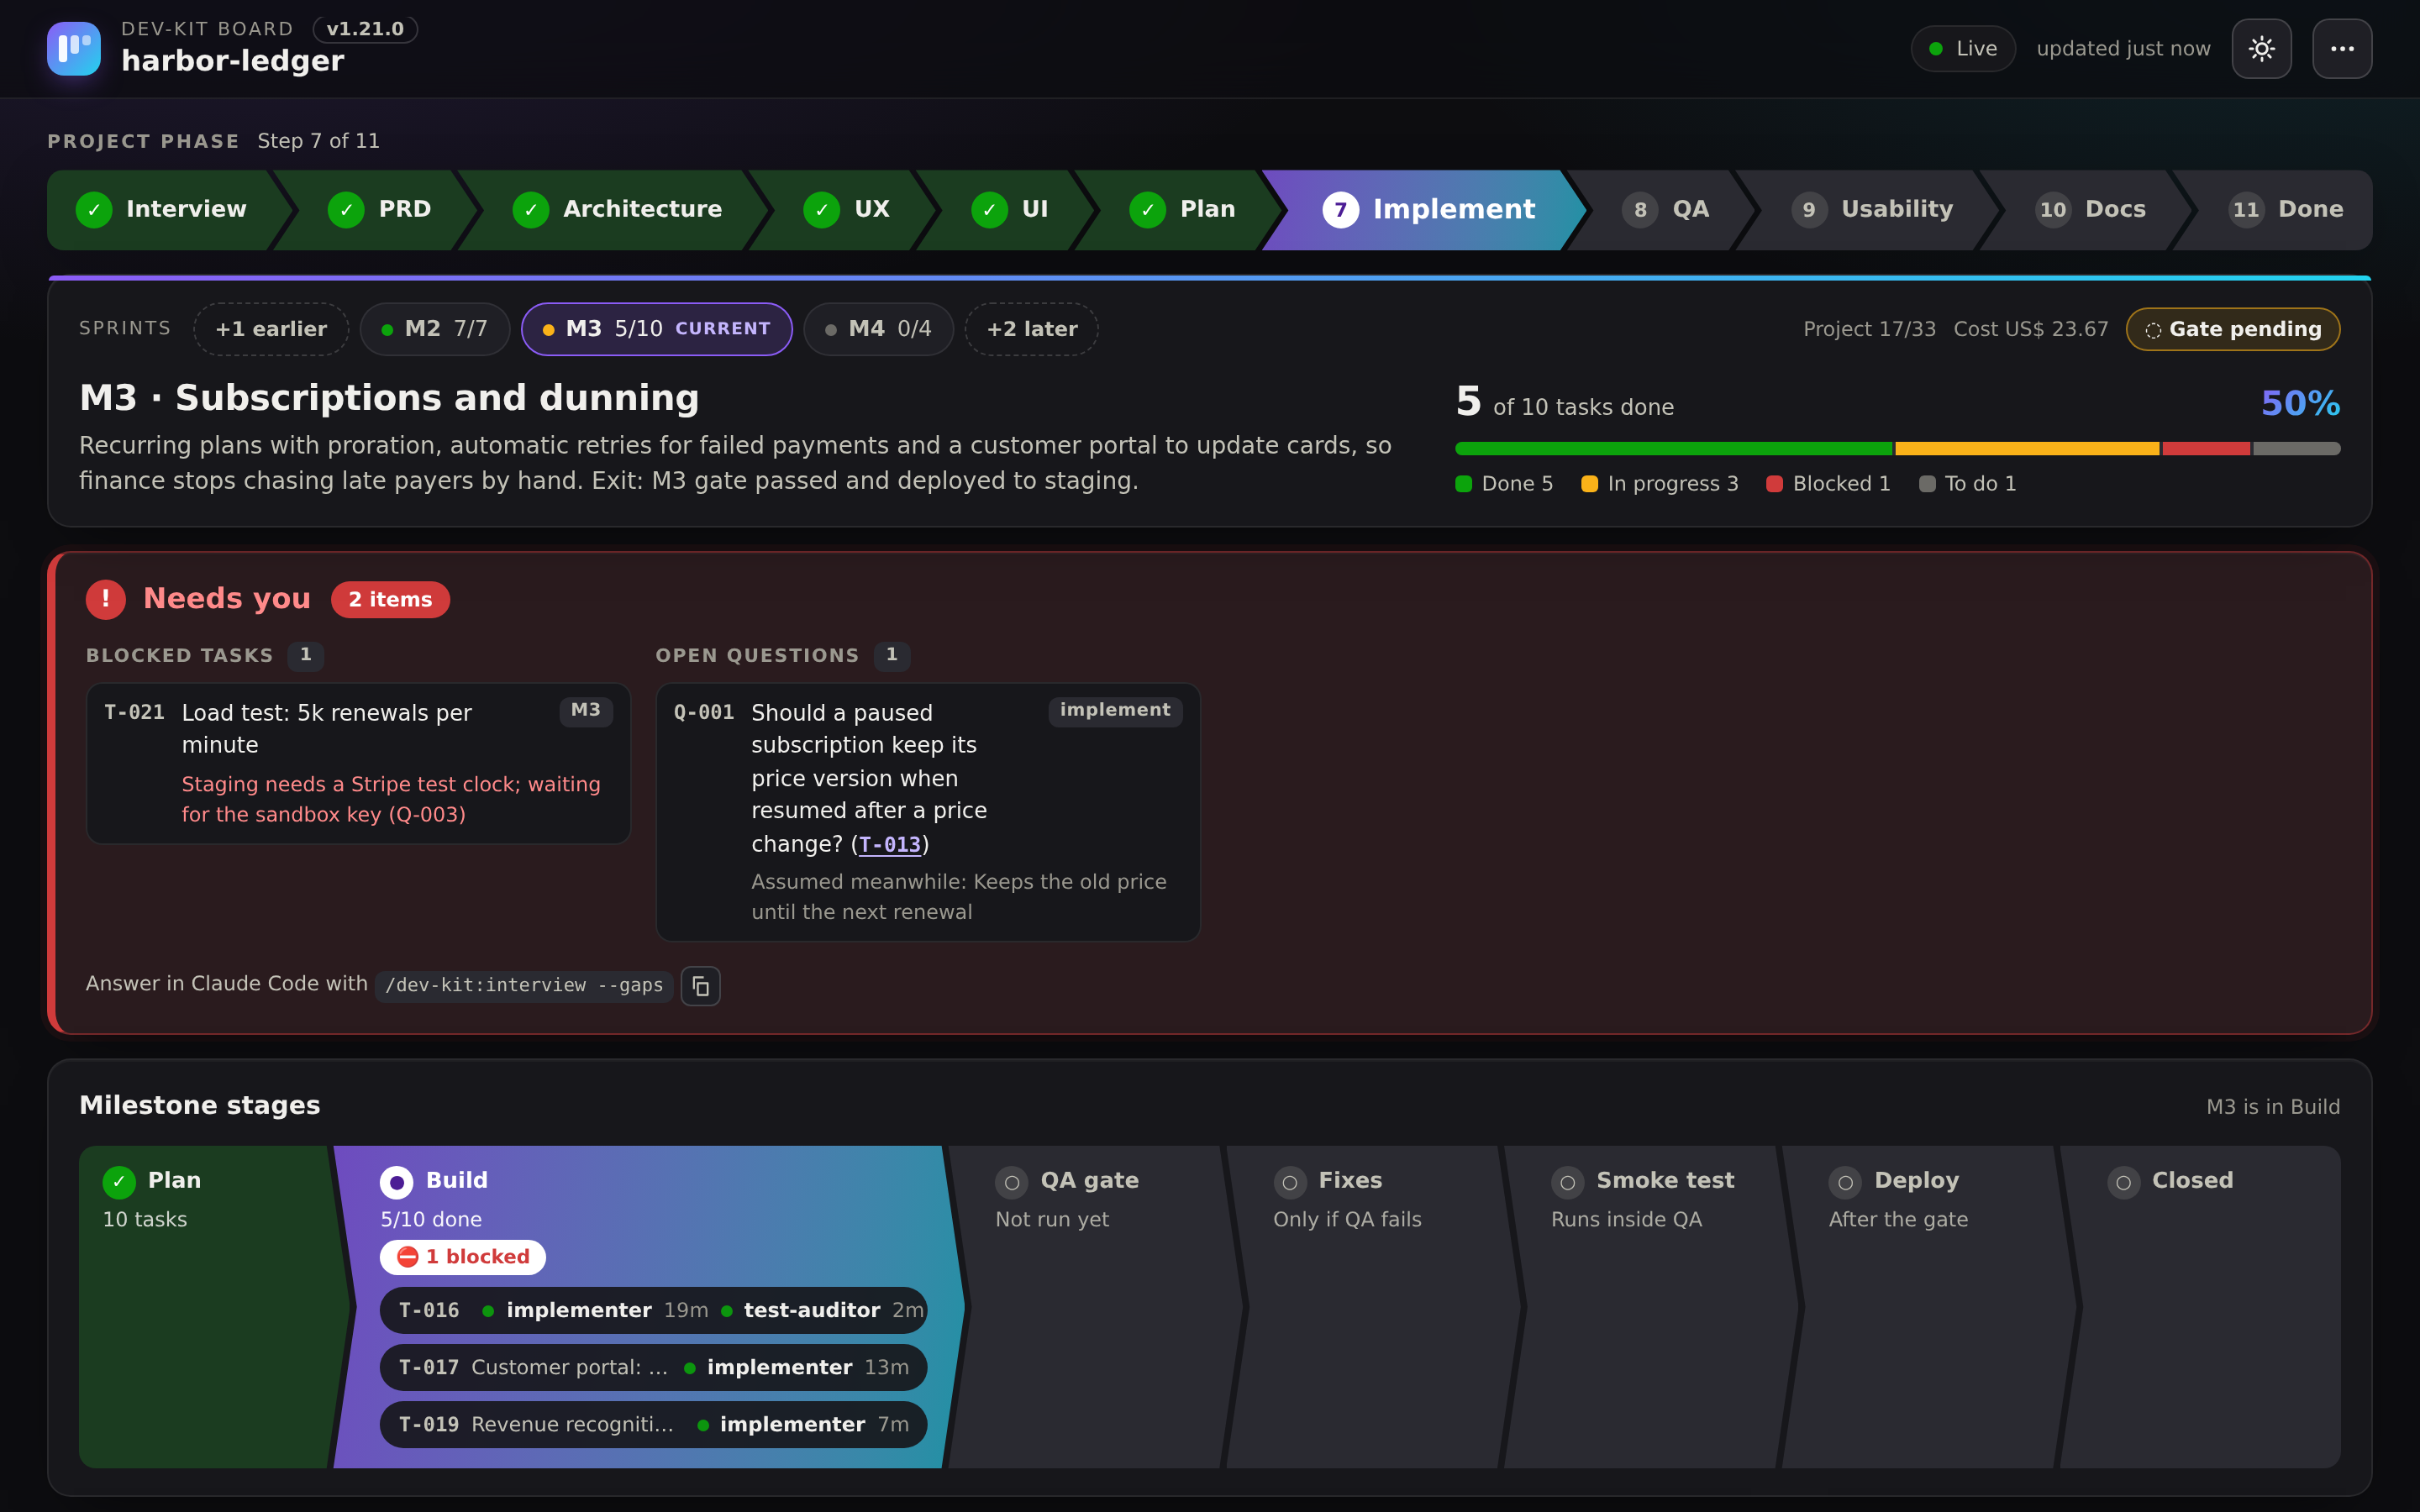 DEV-KIT BOARD v1.21.0
harbor-ledger
Live updated just now
PROJECT PHASE Step 7 of 11
✓ Interview ✓ PRD ✓ Architecture ✓ UX ✓ UI ✓ Plan 7 Implement 8 QA 9 Usability 10 Docs 11 Done
SPRINTS +1 earlier M2 7/7 M3 5/10 CURRENT M4 0/4 +2 later
Project 17/33 Cost US$ 23.67 Gate pending
M3 · Subscriptions and dunning
Recurring plans with proration, automatic retries for failed payments and a customer portal to update cards, so
finance stops chasing late payers by hand. Exit: M3 gate passed and deployed to staging.
5 of 10 tasks done 50%
Done 5 In progress 3 Blocked 1 To do 1
! Needs you 2 items
BLOCKED TASKS 1
T-021 Load test: 5k renewals per M3
minute
Staging needs a Stripe test clock; waiting
for the sandbox key (Q-003)
OPEN QUESTIONS 1
Q-001 Should a paused implement
subscription keep its
price version when
resumed after a price
change? (T-013)
Assumed meanwhile: Keeps the old price
until the next renewal
Answer in Claude Code with /dev-kit:interview --gaps
Milestone stages M3 is in Build
✓ Plan
10 tasks
Build
5/10 done
1 blocked
T-016 implementer 19m test-auditor 2m
T-017 Customer portal: … implementer 13m
T-019 Revenue recogniti… implementer 7m
QA gate
Not run yet
Fixes
Only if QA fails
Smoke test
Runs inside QA
Deploy
After the gate
Closed